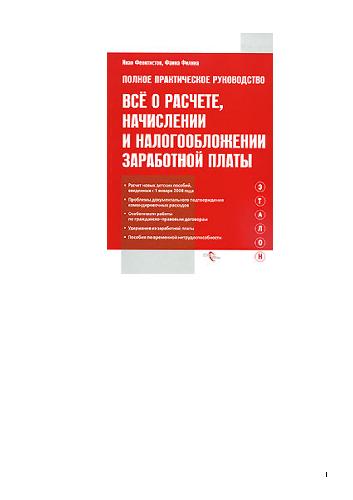 Иван Феоктистов, Фаина Филина
ПОЛНОЕ ПРАКТИЧЕСКОЕ РУКОВОДСТВО
ВСЁ О РАСЧЕТЕ,
НАЧИСЛЕНИИ
И НАЛОГООБЛОЖЕНИИ
ЗАРАБОТНОЙ ПЛАТЫ
• Расчет новых детских пособий,
введенных с 1 января 2008 года
• Проблемы документального подтверждения
командировочных расходов
• Особенности работы
по гражданско-правовым договорам
• Удержания из заработной платы
• Пособия по временной нетрудоспособности
ЭТАЛОН